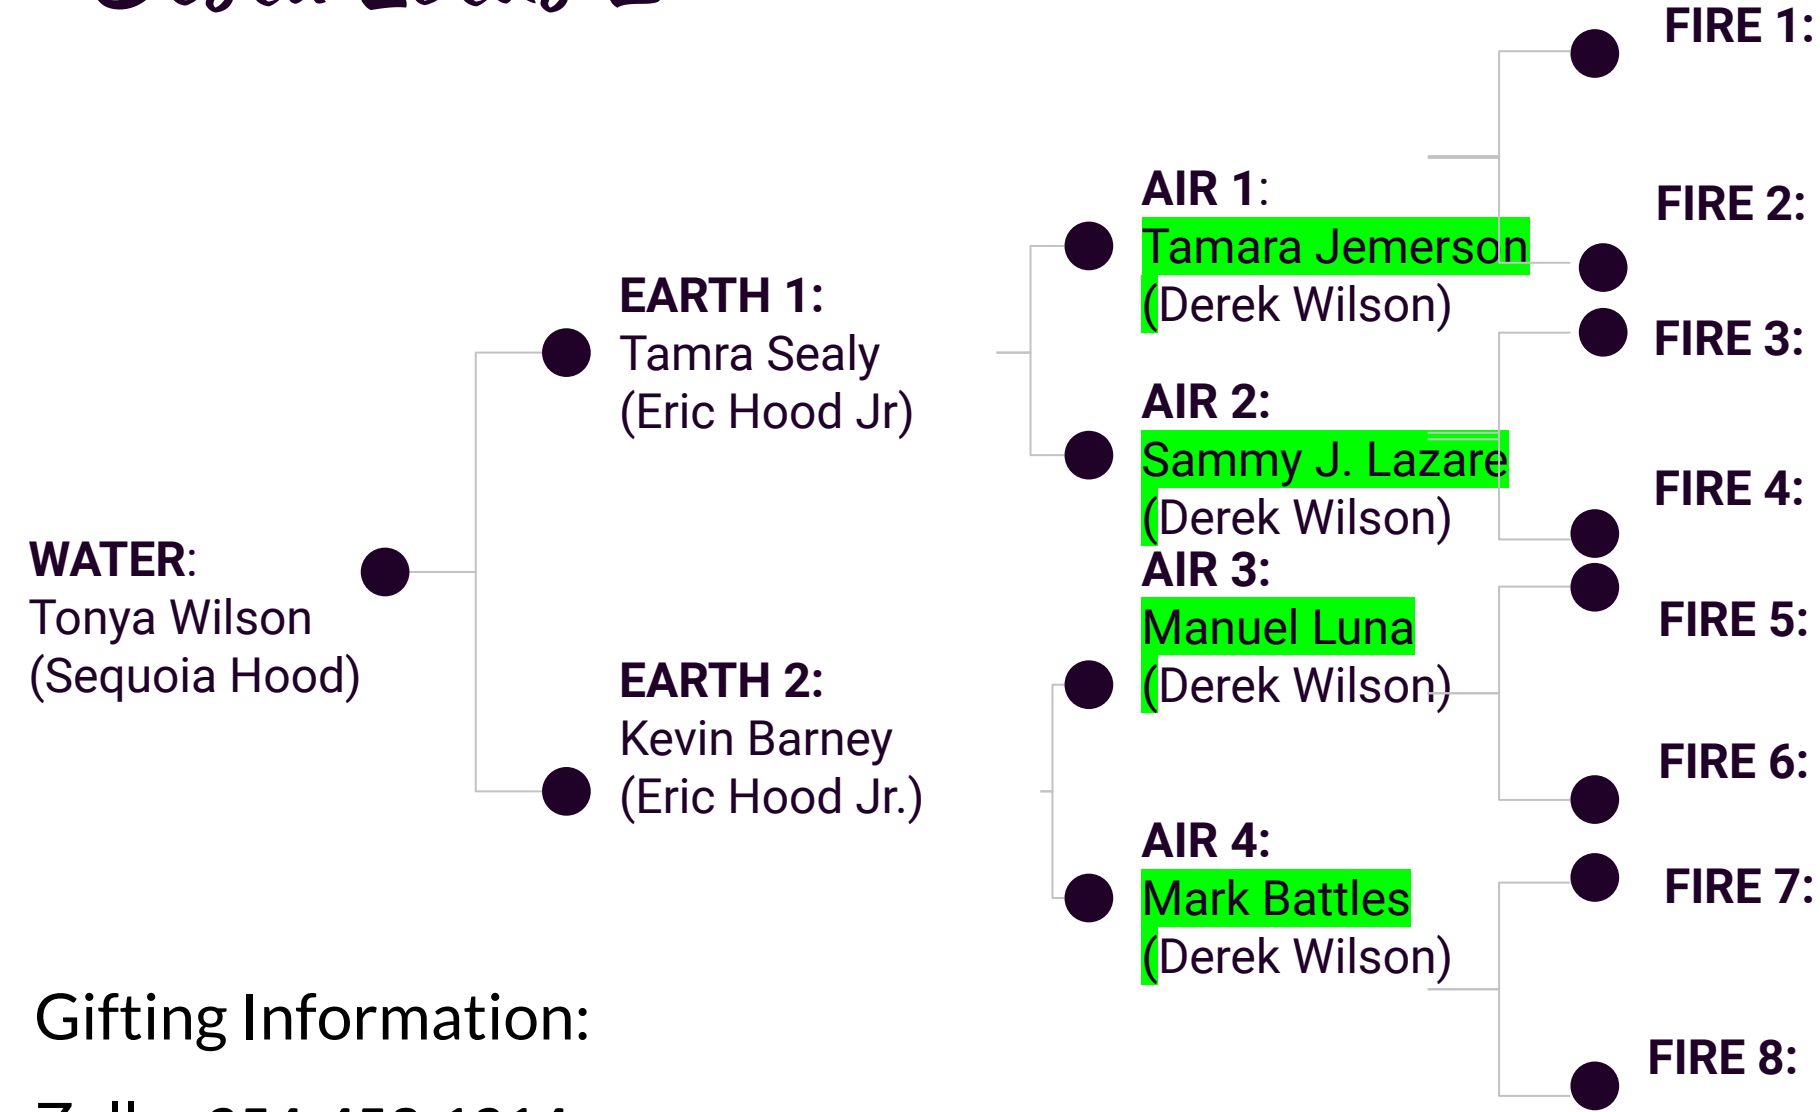 WATER:
Tonya Wilson
(Sequoia Hood)
EARTH 1:
Tamra Sealy
(Eric Hood Jr)
EARTH 2:
Kevin Barney
(Eric Hood Jr.)
AIR 1:
Tamara Jemerson
(Derek Wilson)
AIR 2:
Sammy J. Lazare
(Derek Wilson)
AIR 3:
Manuel Luna
(Derek Wilson)
AIR 4:
Mark Battles
(Derek Wilson)
FIRE 1:
FIRE 2:
FIRE 3:
FIRE 4:
FIRE 5:
FIRE 6:
FIRE 7:
FIRE 8:
Gifting Information: